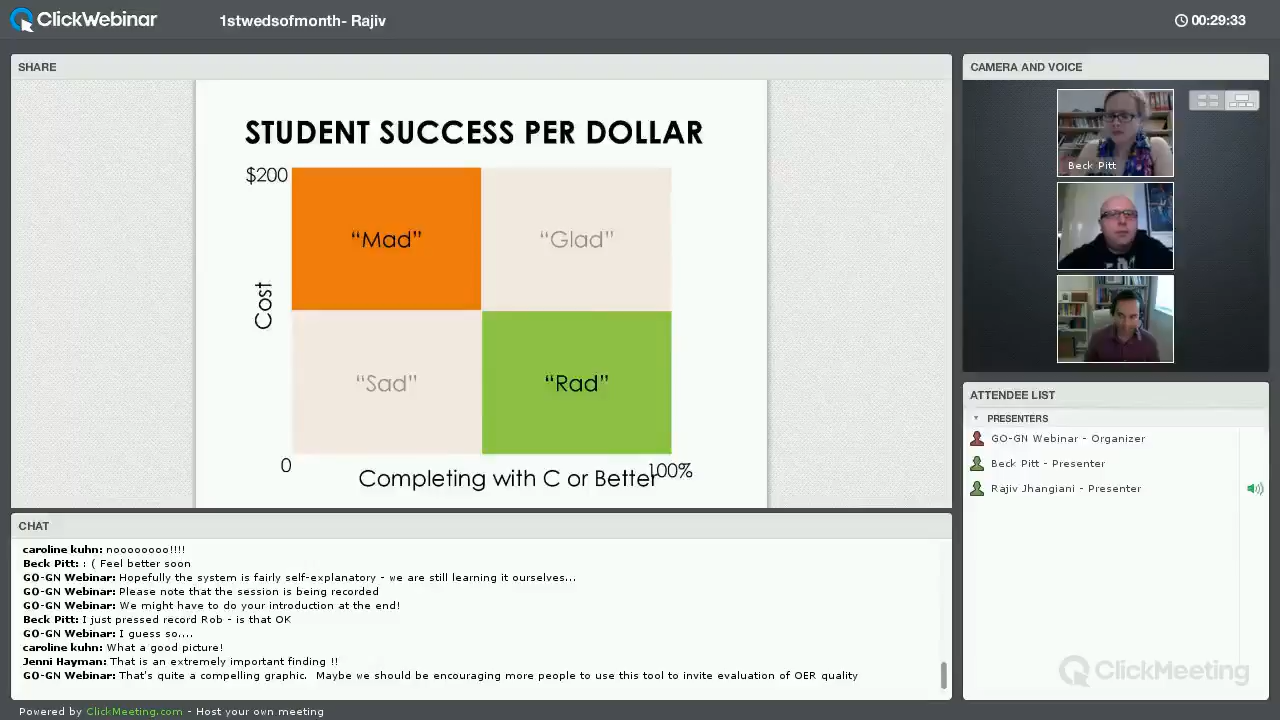 ClickWebinar
1stwedsofmonth- Rajiv
00:29:33
SHARE
STUDENT SUCCESS PER DOLLAR
$200
“Mad”
“Glad”
Cost
“Sad”
“Rad”
0
100%
Completing with C or Better
CAMERA AND VOICE
Beck Pitt
ATTENDEE LIST
PRESENTERS
GO-GN Webinar - Organizer
Beck Pitt - Presenter
Rajiv Jhangiani - Presenter
CHAT
caroline kuhn: noooooooo!!!!
Beck Pitt: : ( Feel better soon
GO-GN Webinar: Hopefully the system is fairly self-explanatory - we are still learning it ourselves...
GO-GN Webinar: Please note that the session is being recorded
GO-GN Webinar: We might have to do your introduction at the end!
Beck Pitt: I just pressed record Rob - is that OK
GO-GN Webinar: I guess so....
caroline kuhn: What a good picture!
Jenni Hayman: That is an extremely important finding !!
GO-GN Webinar: That's quite a compelling graphic.  Maybe we should be encouraging more people to use this tool to invite evaluation of OER quality
ClickMeeting
Powered by ClickMeeting.com - Host your own meeting